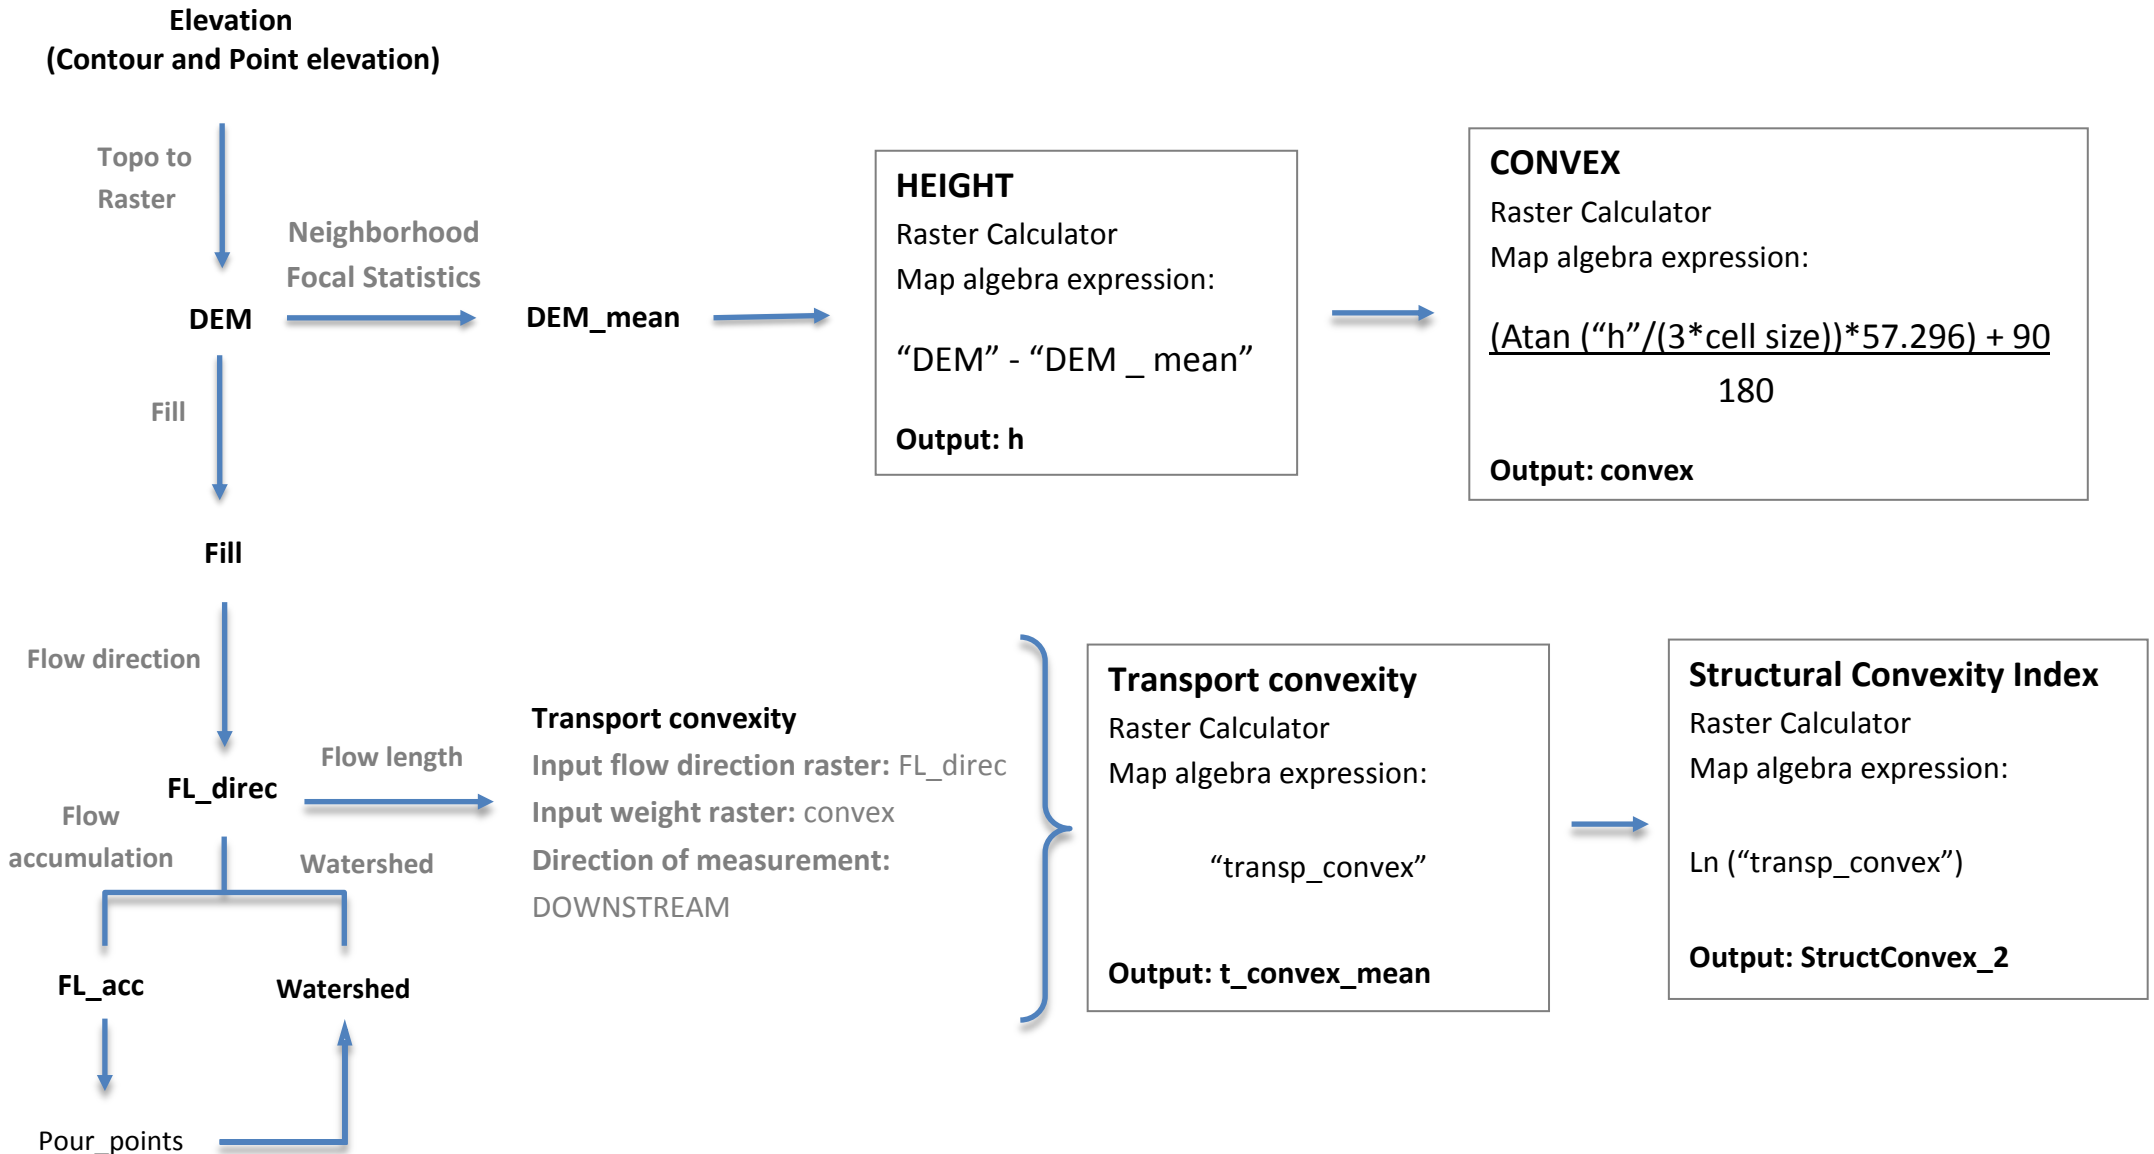 Elevation
(Contour and Point elevation)
Topo to
Raster
Neighborhood
Focal Statistics
DEM
DEM_mean
HEIGHT
Raster Calculator
Map algebra expression:
“DEM” - “DEM _ mean”
Output: h
CONVEX
Raster Calculator
Map algebra expression:
(Atan (“h”/(3*cell size))*57.296) + 90
180
Output: convex
Fill
Fill
Flow direction
FL_direc
Flow length
Transport convexity
Input flow direction raster: FL_direc
Input weight raster: convex
Direction of measurement:
DOWNSTREAM
Transport convexity
Raster Calculator
Map algebra expression:
“transp_convex”
Output: t_convex_mean
Structural Convexity Index
Raster Calculator
Map algebra expression:
Ln (“transp_convex”)
Output: StructConvex_2
Flow
accumulation
Watershed
FL_acc
Watershed
Pour_points